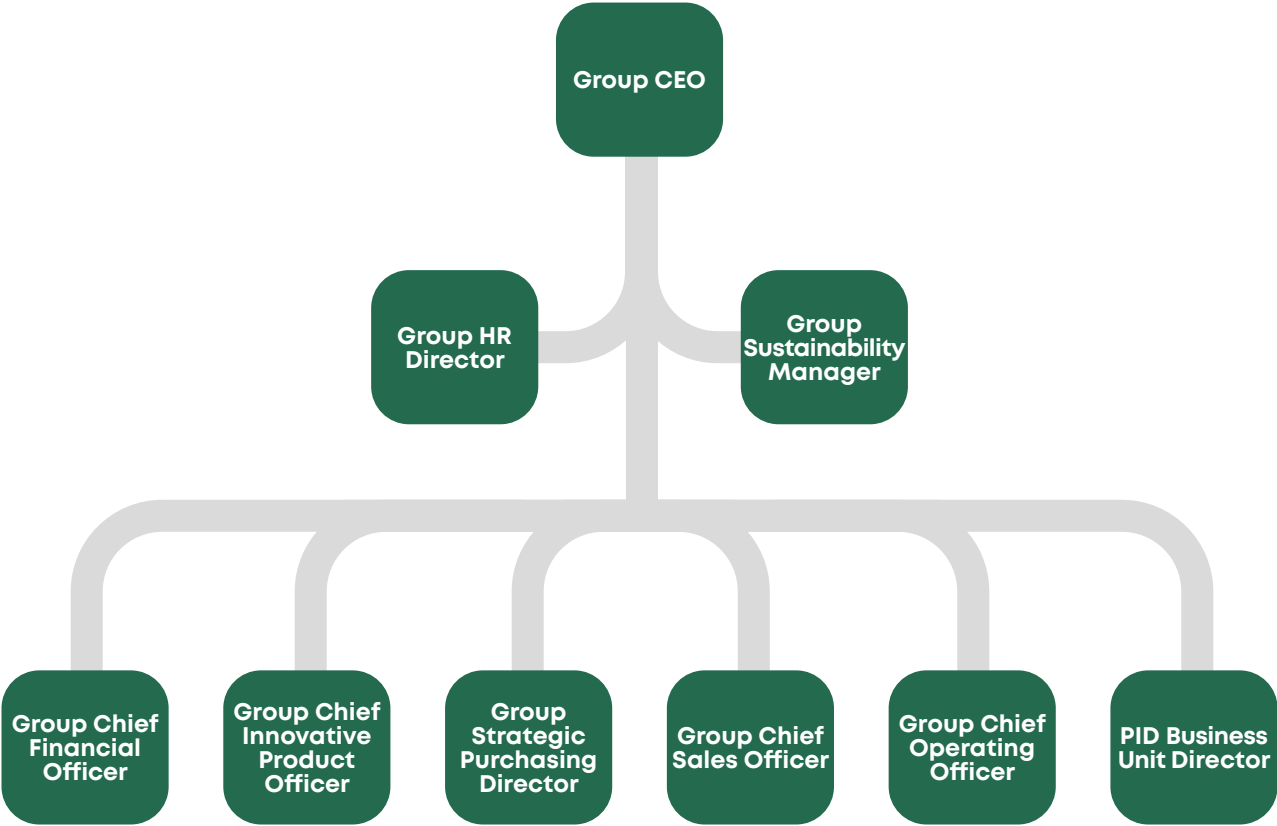 Group CEO
Group HR
Director
Group
Sustainability
Manager
Group Chief
Financial
Officer
Group Chief
Innovative
Product
Officer
Group
Strategic
Purchasing
Director
Group Chief
Sales Officer
Group Chief
Operating
Officer
PID Business
Unit Director